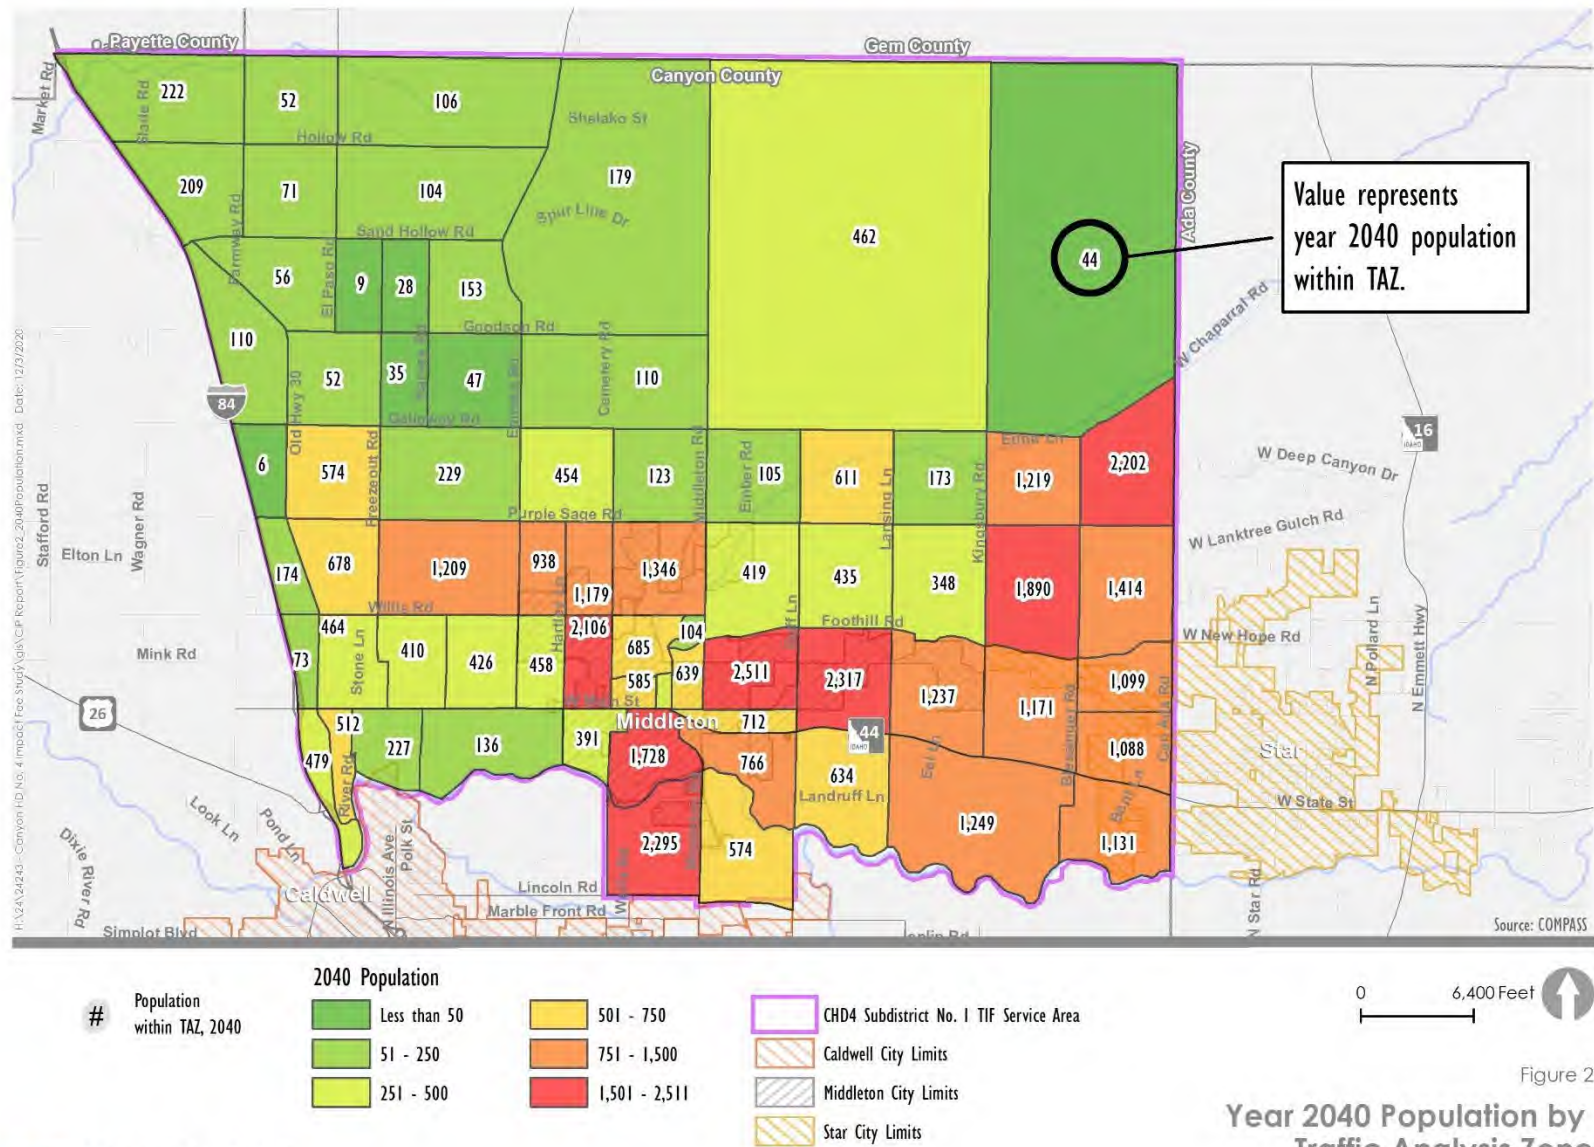 Payette County
Gem County
Canyon County
Market Rd
Slade Rd
222
52
106
Shelako St
Hollow Rd
Ada County
209
71
104
179
Farmway Rd
Spur Line Dr
Sand Hollow Rd
462
44
Value represents
year 2040 population
within TAZ.
El Paso Rd
56
9
28
153
W Chaparral Rd
110
Goodson Rd
84
Old Hwy 30
52
35
47
Cemetery Rd
110
Galloway Rd
6
574
Freezeout Rd
229
454
123
Middleton Rd
Ember Rd
105
611
Lansing Ln
173
Kingsbury Rd
1,219
2,202
16
IDAHO
W Deep Canyon Dr
Purple Sage Rd
W Lanktree Gulch Rd
Stafford Rd
Wagner Rd
Elton Ln
174
678
1,209
938
1,179
1,346
419
435
348
1,890
1,414
Willis Rd
Foothill Rd
W New Hope Rd
N Pollard Ln
N Emmett Hwy
Mink Rd
73
464
Stone Ln
410
426
458
2,106
685
104
585
639
2,511
2,317
1,237
1,171
1,099
26
479
512
227
136
391
Middleton
1,728
712
766
44
IDAHO
634
1,088
Can Ada Rd
Star
River Rd
Landruff Ln
W State St
Look Ln
Pond Ln
Dixie River Rd
N Illinois Ave
Polk St
2,295
574
1,249
1,131
Caldwell
Lincoln Rd
Marble Front Rd
N Star Rd
Simplot Blvd
Source: COMPASS
#
Population
within TAZ, 2040
2040 Population
Less than 50
51 - 250
251 - 500
501 - 750
751 - 1,500
1,501 - 2,511
CHD4 Subdistrict No. 1 TIF Service Area
Caldwell City Limits
Middleton City Limits
Star City Limits
0
6,400 Feet
Figure 2
Year 2040 Population by
Traffic Analysis Zone